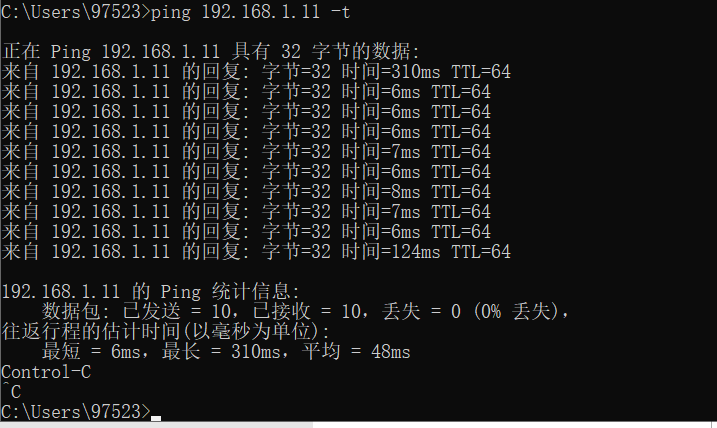 C:\Users\97523>ping 192.168.1.11 -t
正在 Ping 192.168.1.11 具有 32 字节的数据:
来自 192.168.1.11 的回复: 字节=32 时间=310ms TTL=64
来自 192.168.1.11 的回复: 字节=32 时间=6ms TTL=64
来自 192.168.1.11 的回复: 字节=32 时间=6ms TTL=64
来自 192.168.1.11 的回复: 字节=32 时间=6ms TTL=64
来自 192.168.1.11 的回复: 字节=32 时间=7ms TTL=64
来自 192.168.1.11 的回复: 字节=32 时间=6ms TTL=64
来自 192.168.1.11 的回复: 字节=32 时间=8ms TTL=64
来自 192.168.1.11 的回复: 字节=32 时间=7ms TTL=64
来自 192.168.1.11 的回复: 字节=32 时间=6ms TTL=64
来自 192.168.1.11 的回复: 字节=32 时间=124ms TTL=64
192.168.1.11 的 Ping 统计信息:
数据包: 已发送 = 10，已接收 = 10，丢失 = 0 (0% 丢失)，
往返行程的估计时间(以毫秒为单位):
最短 = 6ms，最长 = 310ms，平均 = 48ms
Control-C
^C
C:\Users\97523>